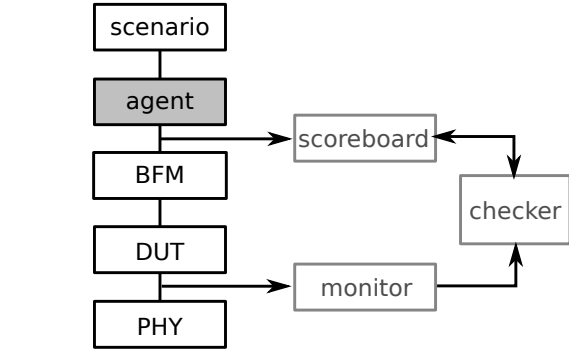 scenario
agent
scoreboard
BFM
checker
DUT
monitor
PHY